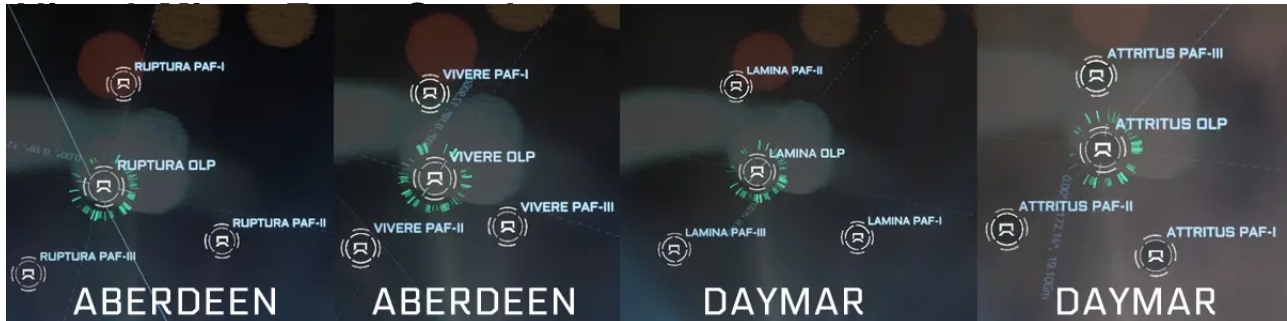 RUPTURA PAF-I
RUPTURA OLP
RUPTURA PAF-II
RUPTURA PAF-III
ABERDEEN
VIVERE PAF-I
VIVERE OLP
VIVERE PAF-III
VIVERE PAF-II
ABERDEEN
LAMINA PAF-II
LAMINA OLP
LAMINA PAF-I
LAMINA PAF-III
DAYMAR
ATTRITUS PAF-III
ATTRITUS OLP
ATTRITUS PAF-II
ATTRITUS PAF-I
DAYMAR